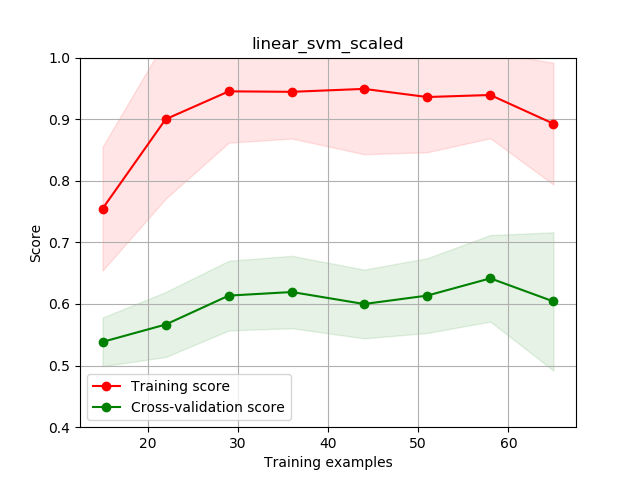 linear_svm_scaled
1.0
0.9
0.8
0.7
0.6
0.5
0.4
Score
Training score
Cross-validation score
20 30 40 50 60
Training examples